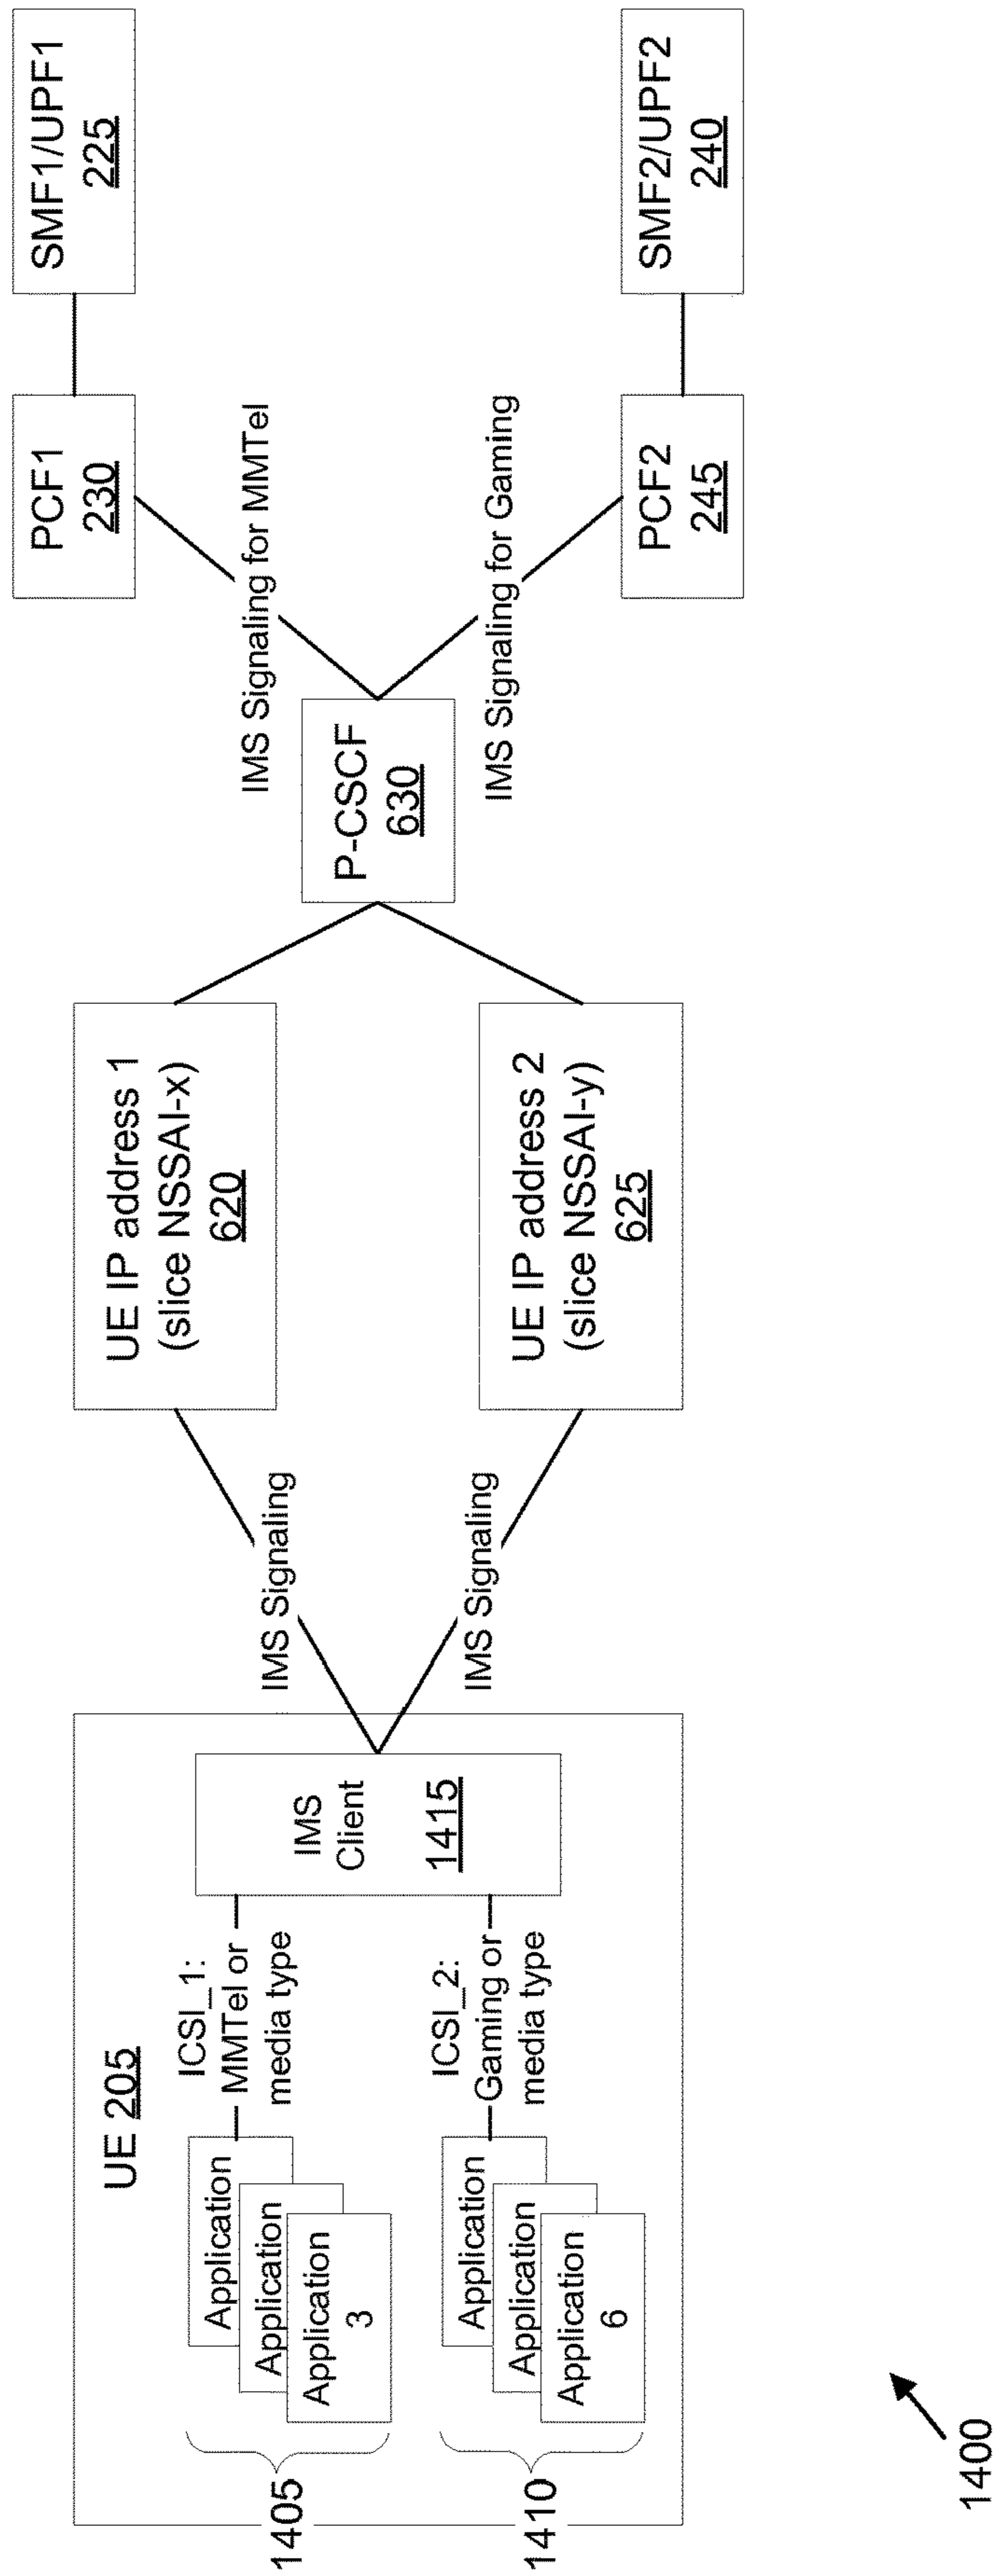 UE 205
Application
Application
Application
3
1405
Application
Application
Application
6
1410
ICSI_1:
MMTel or
media type
ICSI_2:
Gaming or
media type
IMS
Client
1415
IMS Signaling
IMS Signaling
UE IP address 1
(slice NSSAI-x)
620
UE IP address 2
(slice NSSAI-y)
625
P-CSCF
630
IMS Signaling for MMTel
IMS Signaling for Gaming
PCF1
230
PCF2
245
SMF1/UPF1
225
SMF2/UPF2
240
1400